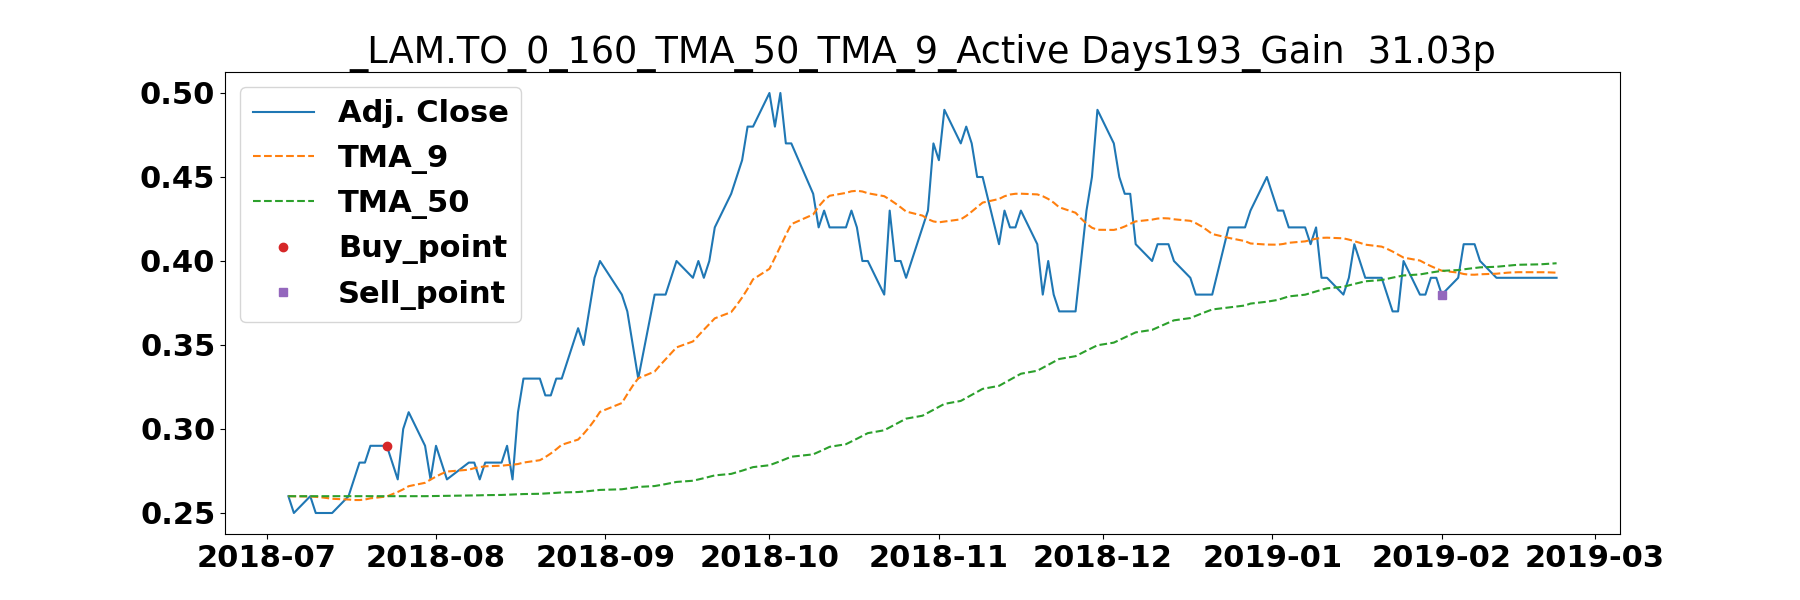 _LAM.TO_0_160_TMA_50_TMA_9_Active Days193_Gain  31.03p
0.50
0.45
0.40
0.35
0.30
0.25
Adj. Close
TMA_9
TMA_50
Buy_point
Sell_point
2018-07 2018-08 2018-09 2018-10 2018-11 2018-12 2019-01 2019-02 2019-03